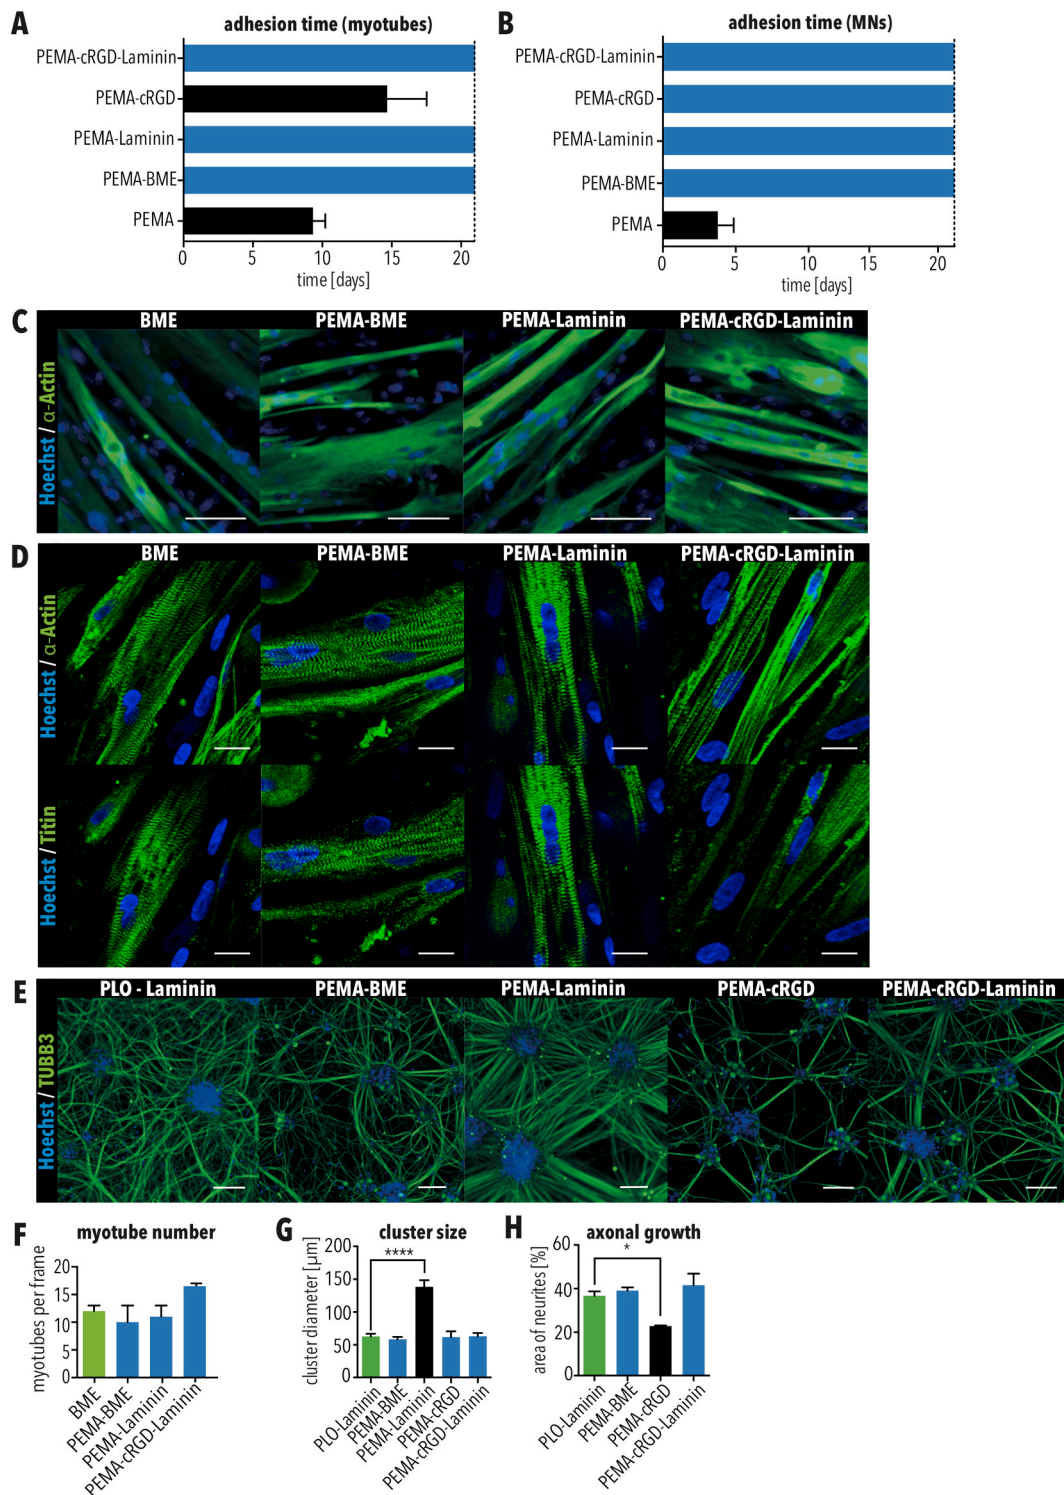 A
adhesion time (myotubes)
PEMA-cRGD-Laminin
PEMA-cRGD
PEMA-Laminin
PEMA-BME
PEMA
0 5 10 15 20
time [days]
B
adhesion time (MNs)
PEMA-cRGD-Laminin
PEMA-cRGD
PEMA-Laminin
PEMA-BME
PEMA
0 5 10 15 20
time [days]
C
BME PEMA-BME PEMA-Laminin PEMA-cRGD-Laminin
Hoechst / α-Actin
D
BME PEMA-BME PEMA-Laminin PEMA-cRGD-Laminin
Hoechst / α-Actin
Hoechst / Titin
E
PLO - Laminin PEMA-BME PEMA-Laminin PEMA-cRGD PEMA-cRGD-Laminin
Hoechst / TUBB3
F
myotube number
myotubes per frame
20
15
10
5
0
BME
PEMA-BME
PEMA-Laminin
PEMA-cRGD-Laminin
G
cluster size
cluster diameter [µm]
200
150
100
50
0
****
PLO-Laminin
PEMA-BME
PEMA-Laminin
PEMA-cRGD
PEMA-cRGD-Laminin
H
axonal growth
area of neurites [%]
60
40
20
0
*
PLO-Laminin
PEMA-BME
PEMA-cRGD
PEMA-cRGD-Laminin